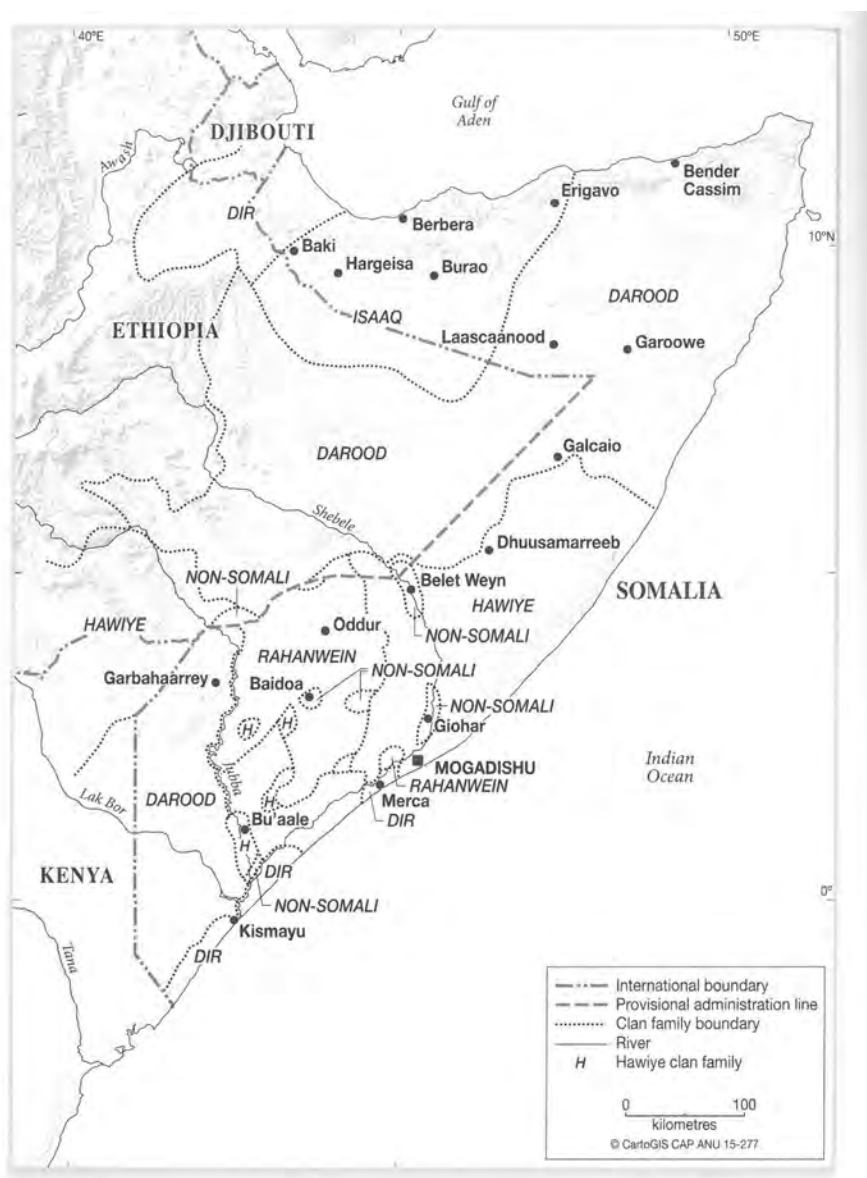 40°E
50°E
Gulf of
Aden
DJIBOUTI
Awash
Bender
Cassim
Erigavo
DIR
Berbera
Baki
10°N
Hargeisa
Burao
DAROOD
ISAAQ
ETHIOPIA
Laascaanood
Garoowe
DAROOD
Galcaio
Shebele
Dhuusamarreeb
NON-SOMALI
Belet Weyn
SOMALIA
HAWIYE
HAWIYE
Oddur
NON-SOMALI
RAHANWEIN
NON-SOMALI
Garbahaarrey
Baidoa
NON-SOMALI
H
H
Giohar
Jubba
MOGADISHU
Indian
Ocean
RAHANWEIN
Lak Bor
DAROOD
H
Merca
Bu'aale
DIR
H
DIR
KENYA
0°
NON-SOMALI
Kismayu
Tana
DIR
International boundary
Provisional administration line
Clan family boundary
River
H Hawiye clan family
0 100
kilometres
© CartoGIS CAP ANU 15-277